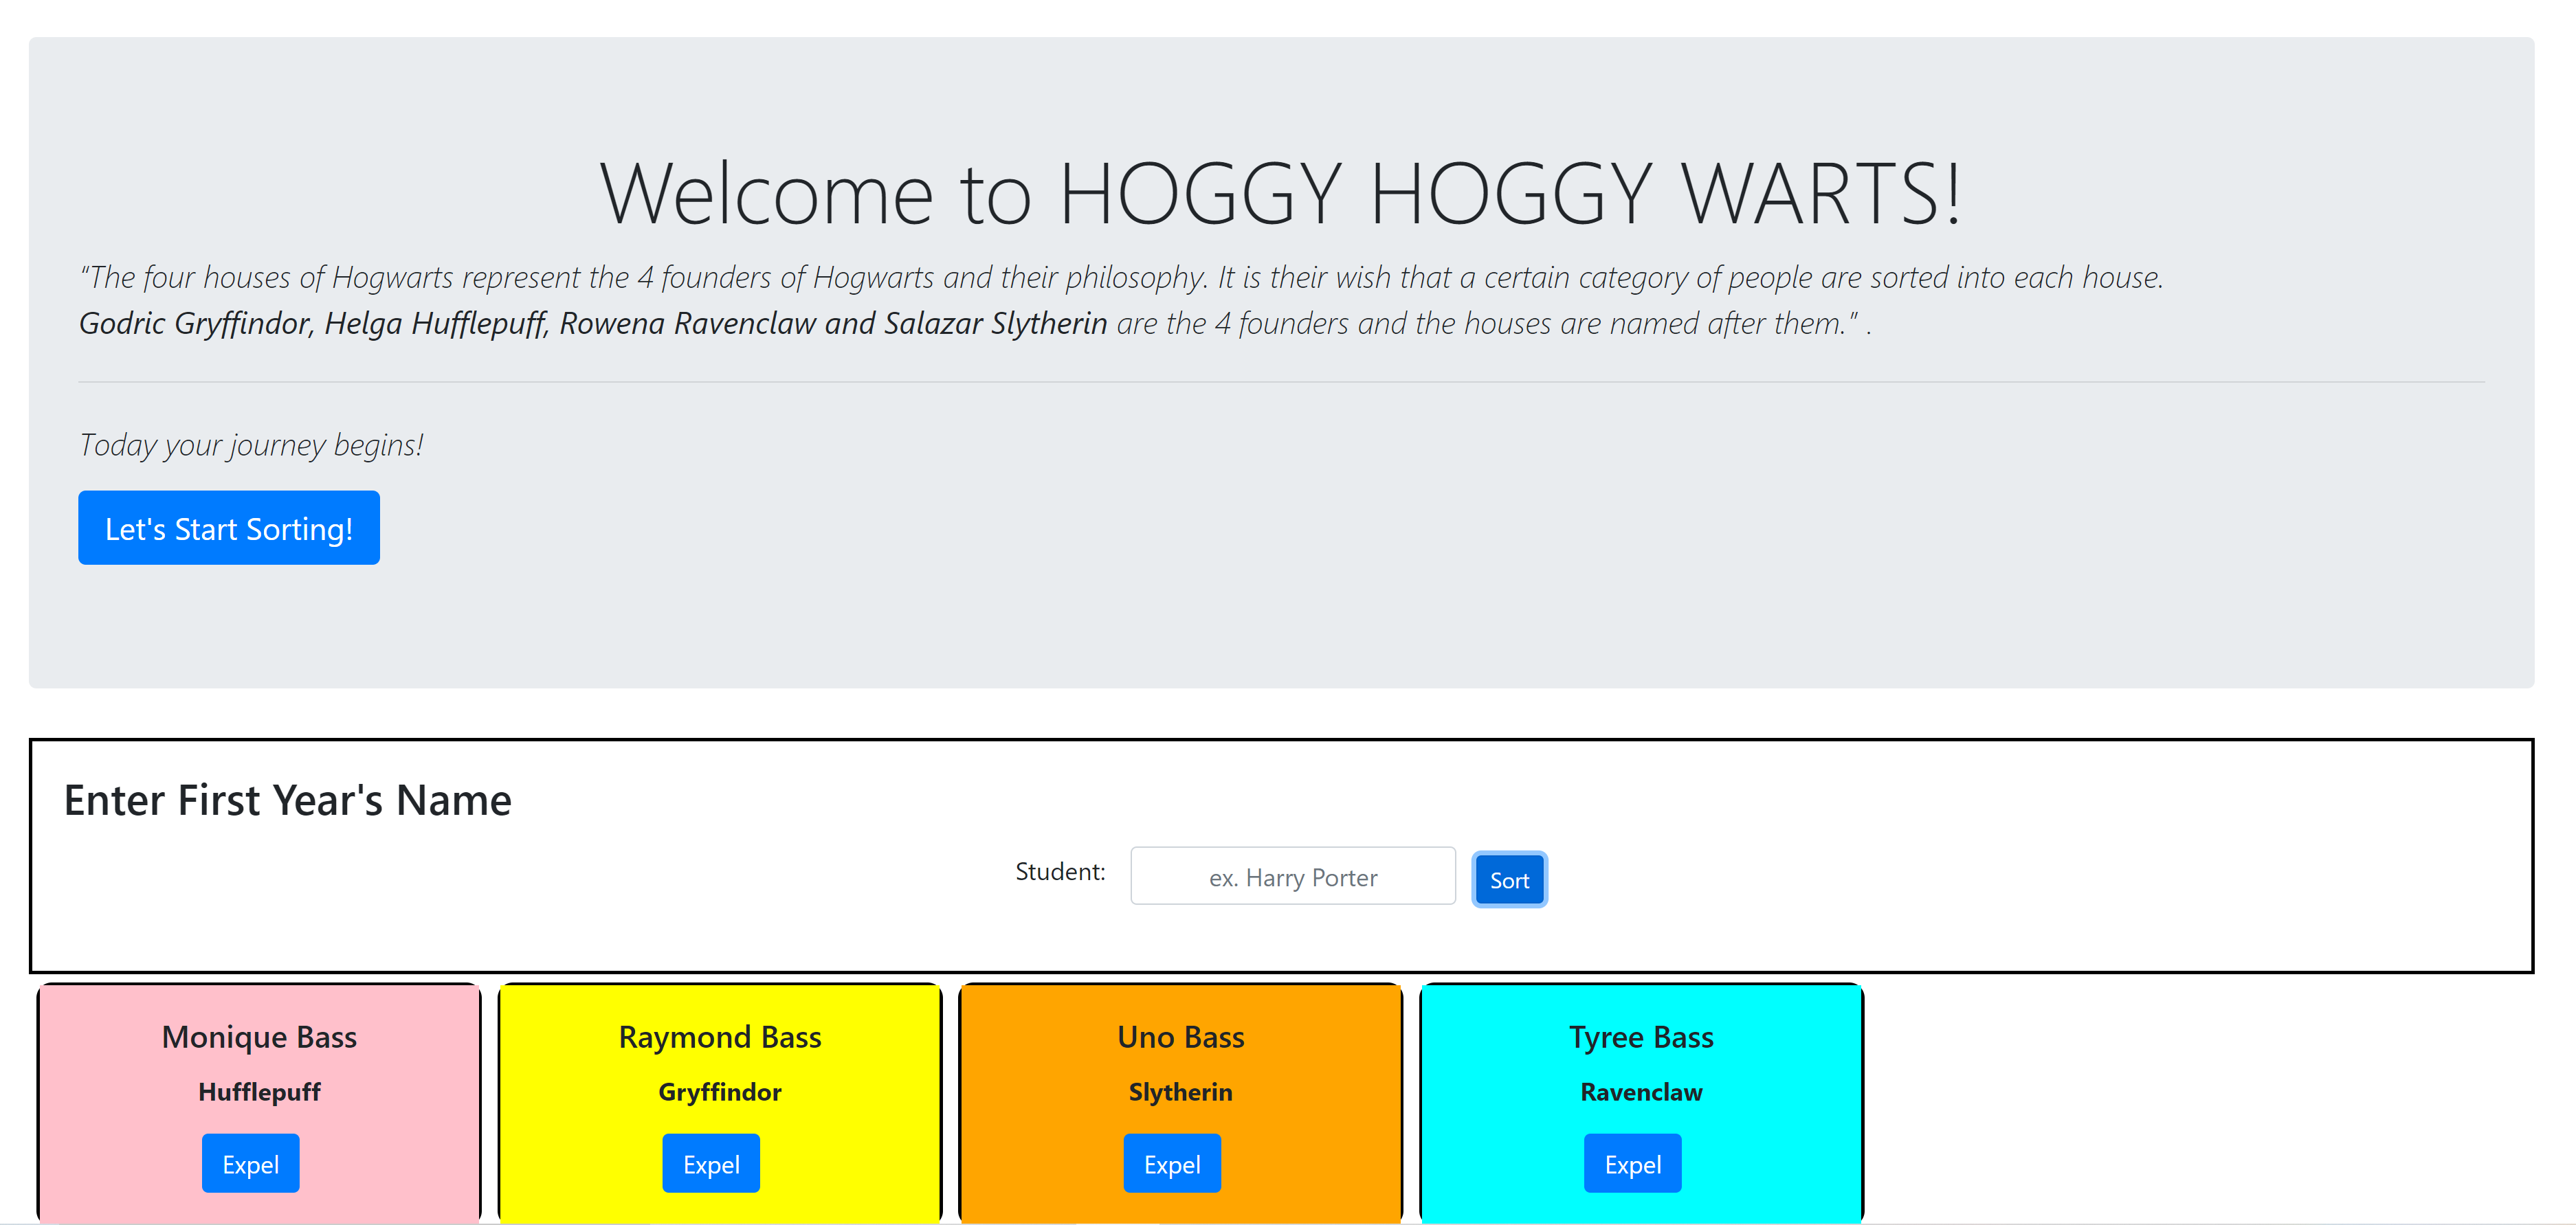 Welcome to HOGGY HOGGY WARTS!
"The four houses of Hogwarts represent the 4 founders of Hogwarts and their philosophy. It is their wish that a certain category of people are sorted into each house.
Godric Gryffindor, Helga Hufflepuff, Rowena Ravenclaw and Salazar Slytherin are the 4 founders and the houses are named after them." .
Today your journey begins!
Let's Start Sorting!
Enter First Year's Name
Student: ex. Harry Porter Sort
Monique Bass Raymond Bass Uno Bass Tyree Bass
Hufflepuff Gryffindor Slytherin Ravenclaw
Expel Expel Expel Expel